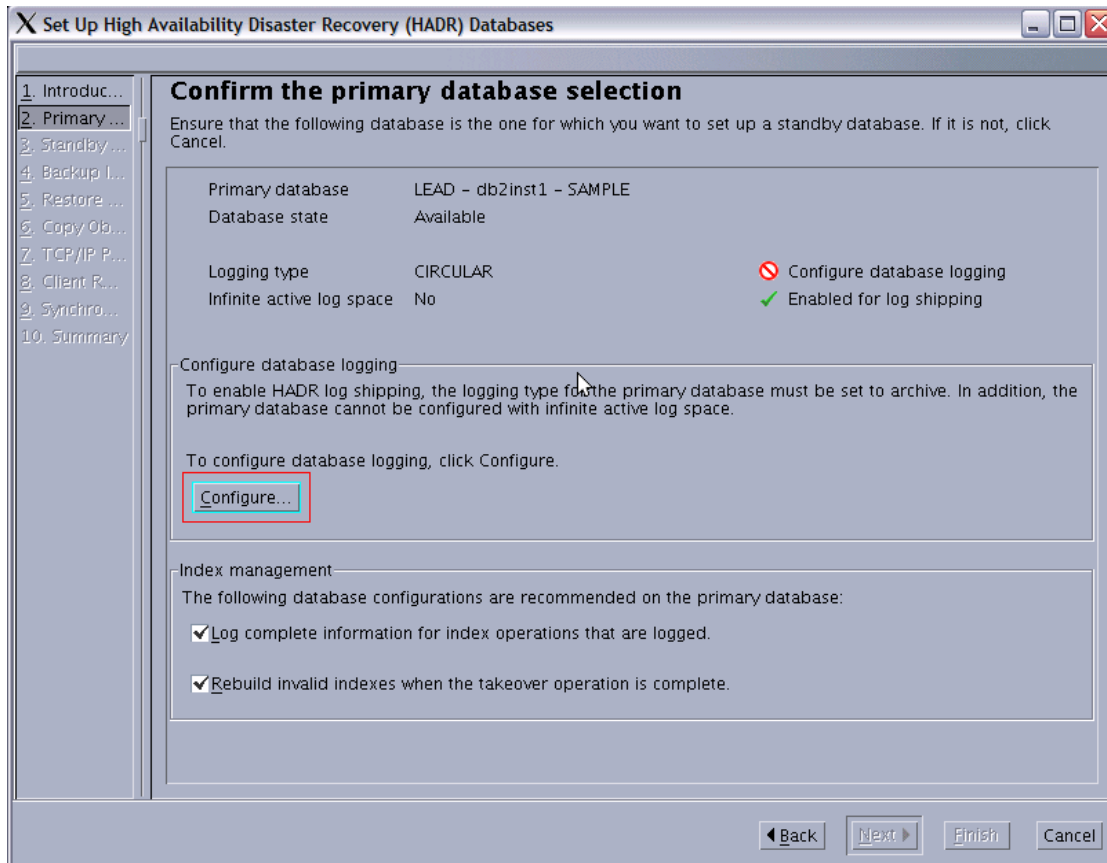 Set Up High Availability Disaster Recovery (HADR) Databases
1. Introduc...
2. Primary ...
3. Standby ...
4. Backup I...
5. Restore ...
6. Copy Ob...
7. TCP/IP P...
8. Client R...
9. Synchro...
10. Summary
Confirm the primary database selection
Ensure that the following database is the one for which you want to set up a standby database. If it is not, click
Cancel.
Primary database LEAD - db2inst1 - SAMPLE
Database state Available
Logging type CIRCULAR Configure database logging
Infinite active log space No Enabled for log shipping
Configure database logging
To enable HADR log shipping, the logging type for the primary database must be set to archive. In addition, the
primary database cannot be configured with infinite active log space.
To configure database logging, click Configure.
Configure...
Index management
The following database configurations are recommended on the primary database:
Log complete information for index operations that are logged.
Rebuild invalid indexes when the takeover operation is complete.
Back Next Finish Cancel